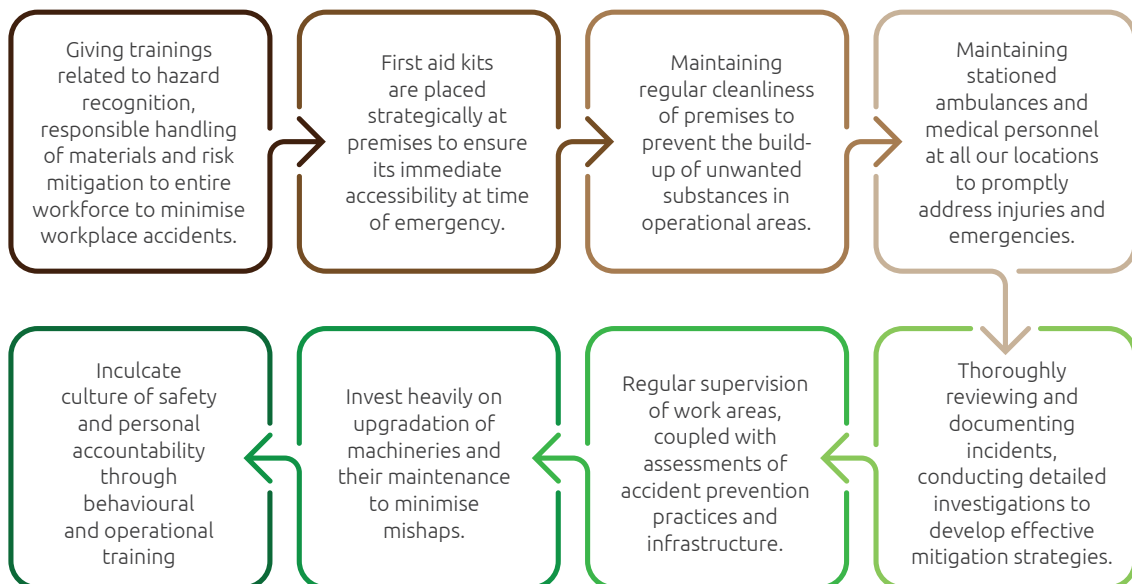 Giving trainings
related to hazard
recognition,
responsible handling
of materials and risk
mitigation to entire
workforce to minimise
workplace accidents.
First aid kits
are placed
strategically at
premises to ensure
its immediate
accessibility at time
of emergency.
Maintaining
regular cleanliness
of premises to
prevent the build-
up of unwanted
substances in
operational areas.
Maintaining
stationed
ambulances and
medical personnel
at all our locations
to promptly
address injuries and
emergencies.
Thoroughly
reviewing and
documenting
incidents,
conducting detailed
investigations to
develop effective
mitigation strategies.
Regular supervision
of work areas,
coupled with
assessments of
accident prevention
practices and
infrastructure.
Invest heavily on
upgradation of
machineries and
their maintenance
to minimise
mishaps.
Inculcate
culture of safety
and personal
accountability
through
behavioural
and operational
training